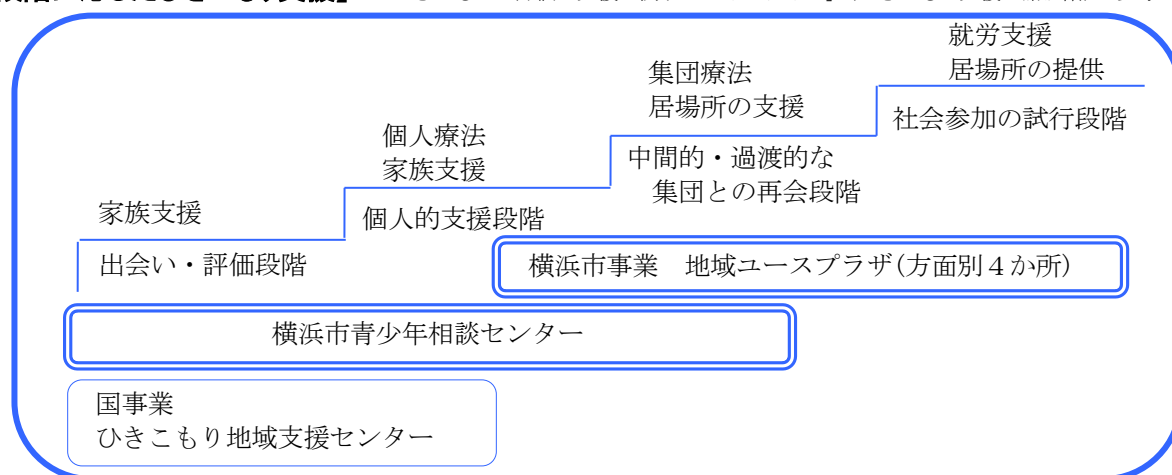 就労支援
居場所の提供
集団療法
居場所の支援
社会参加の試行段階
個人療法
家族支援
中間的・過渡的な
集団との再会段階
家族支援
個人的支援段階
出会い・評価段階
横浜市事業 地域ユースプラザ(方面別4か所)
横浜市青少年相談センター
国事業
ひきこもり地域支援センター